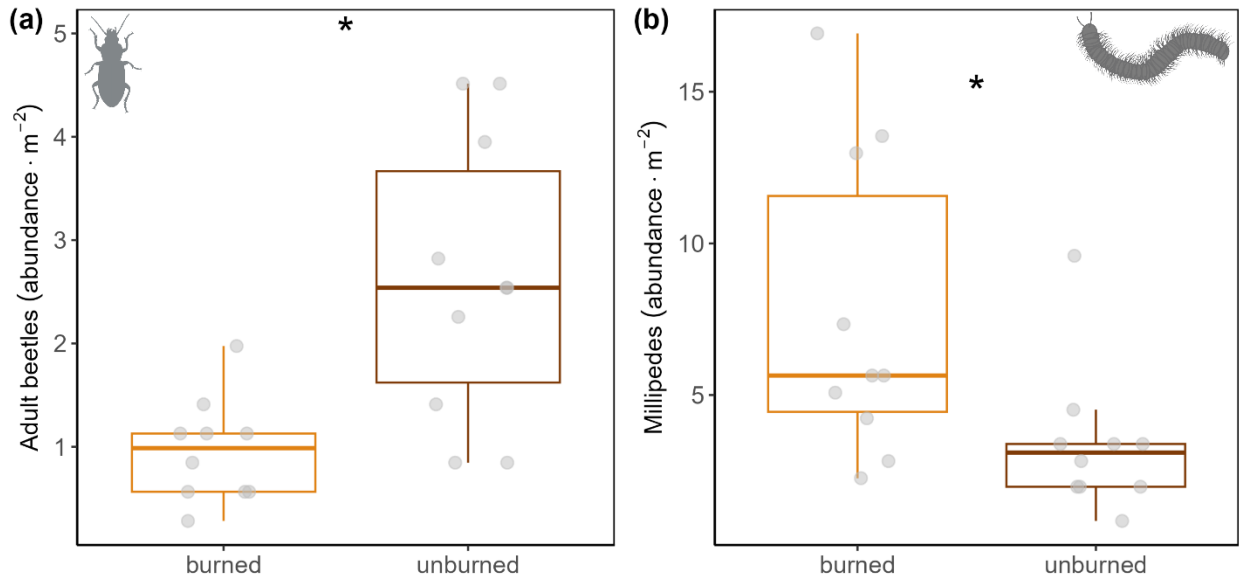 (a)
*
Adult beetles (abundance · m⁻²)
5
4
3
2
1
burned
unburned
(b)
*
Millipedes (abundance · m⁻²)
15
10
5
burned
unburned